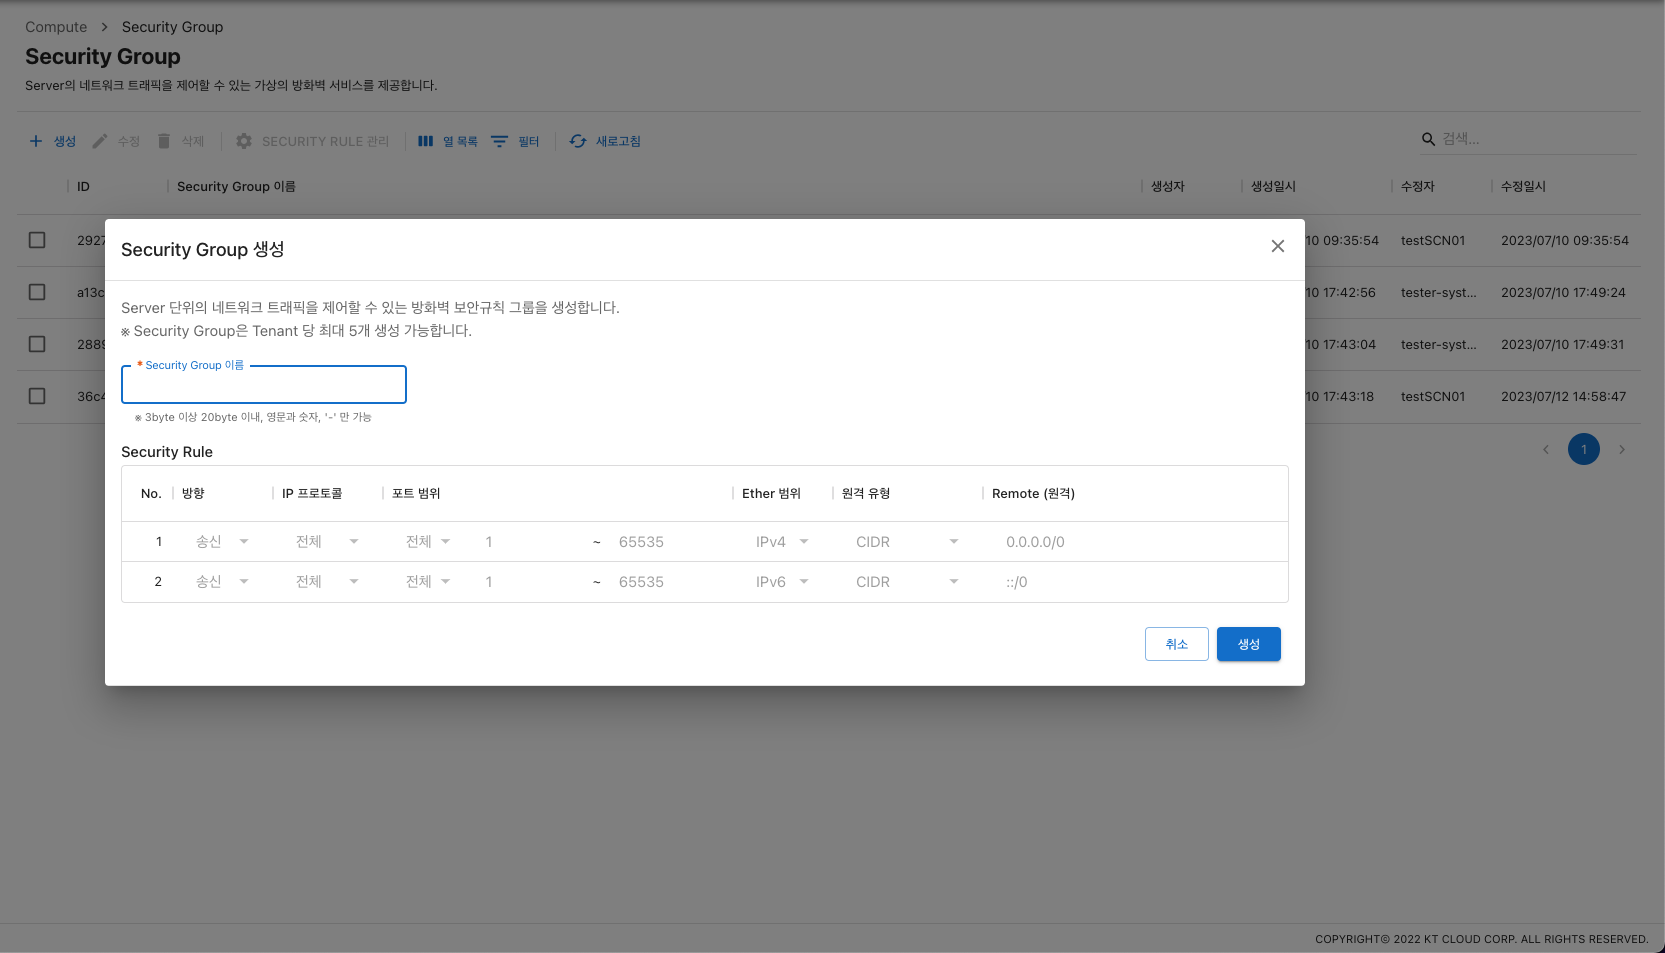 Compute > Security Group
Security Group
Server의 네트워크 트래픽을 제어할 수 있는 가상의 방화벽 서비스를 제공합니다.
생성 수정 삭제 SECURITY RULE 관리 열 목록 필터 새로고침 검색...
ID Security Group 이름 생성자 생성일시 수정자 수정일시
2927 10 09:35:54 testSCN01 2023/07/10 09:35:54
a13c 10 17:42:56 tester-syst... 2023/07/10 17:49:24
2889 10 17:43:04 tester-syst... 2023/07/10 17:49:31
36c4 10 17:43:18 testSCN01 2023/07/12 14:58:47
1
Security Group 생성
Server 단위의 네트워크 트래픽을 제어할 수 있는 방화벽 보안규칙 그룹을 생성합니다.
※ Security Group은 Tenant 당 최대 5개 생성 가능합니다.
* Security Group 이름
※ 3byte 이상 20byte 이내, 영문과 숫자, '-' 만 가능
Security Rule
No. 방향 IP 프로토콜 포트 범위 Ether 범위 원격 유형 Remote (원격)
1 송신 전체 전체 1 ~ 65535 IPv4 CIDR 0.0.0.0/0
2 송신 전체 전체 1 ~ 65535 IPv6 CIDR ::/0
취소 생성
COPYRIGHT© 2022 KT CLOUD CORP. ALL RIGHTS RESERVED.